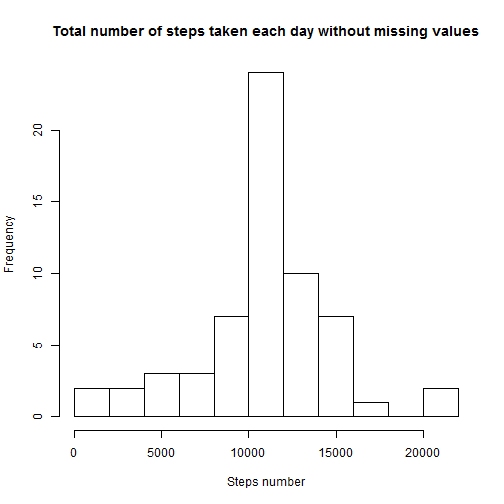 Total number of steps taken each day without missing values
Frequency
20
15
10
5
0
0 5000 10000 15000 20000
Steps number